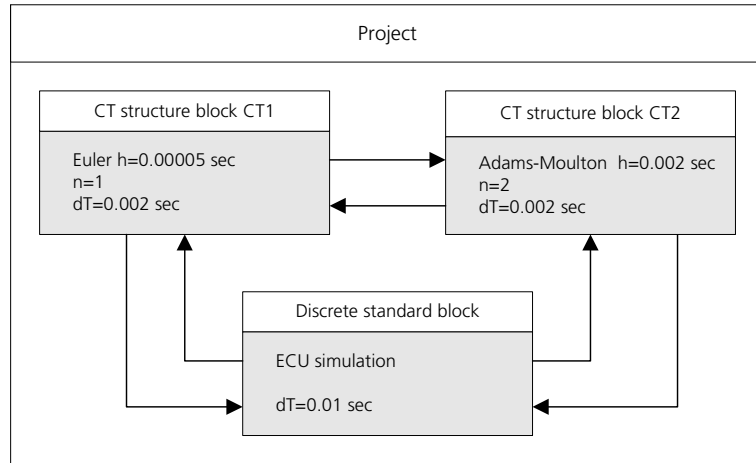 Project
CT structure block CT1
Euler h=0.00005 sec
n=1
dT=0.002 sec
CT structure block CT2
Adams-Moulton h=0.002 sec
n=2
dT=0.002 sec
Discrete standard block
ECU simulation
dT=0.01 sec